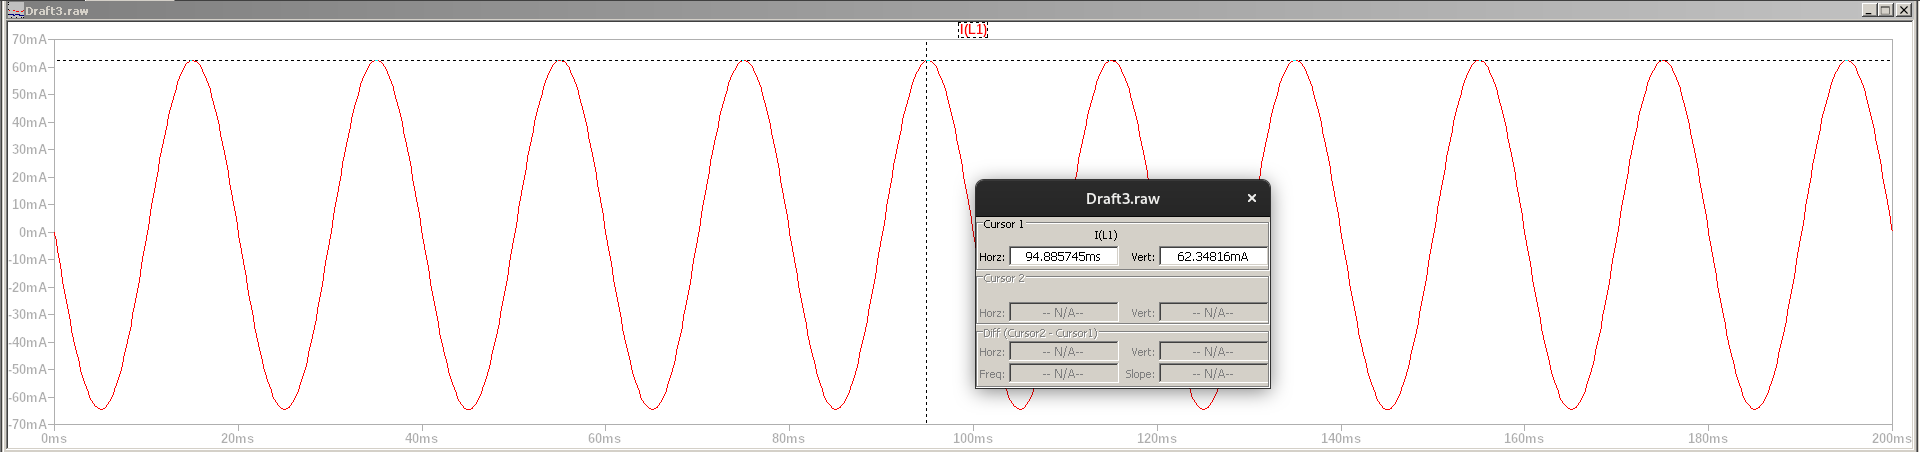 Draft3.raw
I(L1)
70mA
60mA
50mA
40mA
30mA
20mA
10mA
0mA
-10mA
-20mA
-30mA
-40mA
-50mA
-60mA
-70mA
0ms 20ms 40ms 60ms 80ms 100ms 120ms 140ms 160ms 180ms 200ms
Draft3.raw
Cursor 1
I(L1)
Horz: 94.885745ms Vert: 62.34816mA
Cursor 2
Horz: -- N/A-- Vert: -- N/A--
Diff (Cursor2 - Cursor1)
Horz: -- N/A-- Vert: -- N/A--
Freq: -- N/A-- Slope: -- N/A--